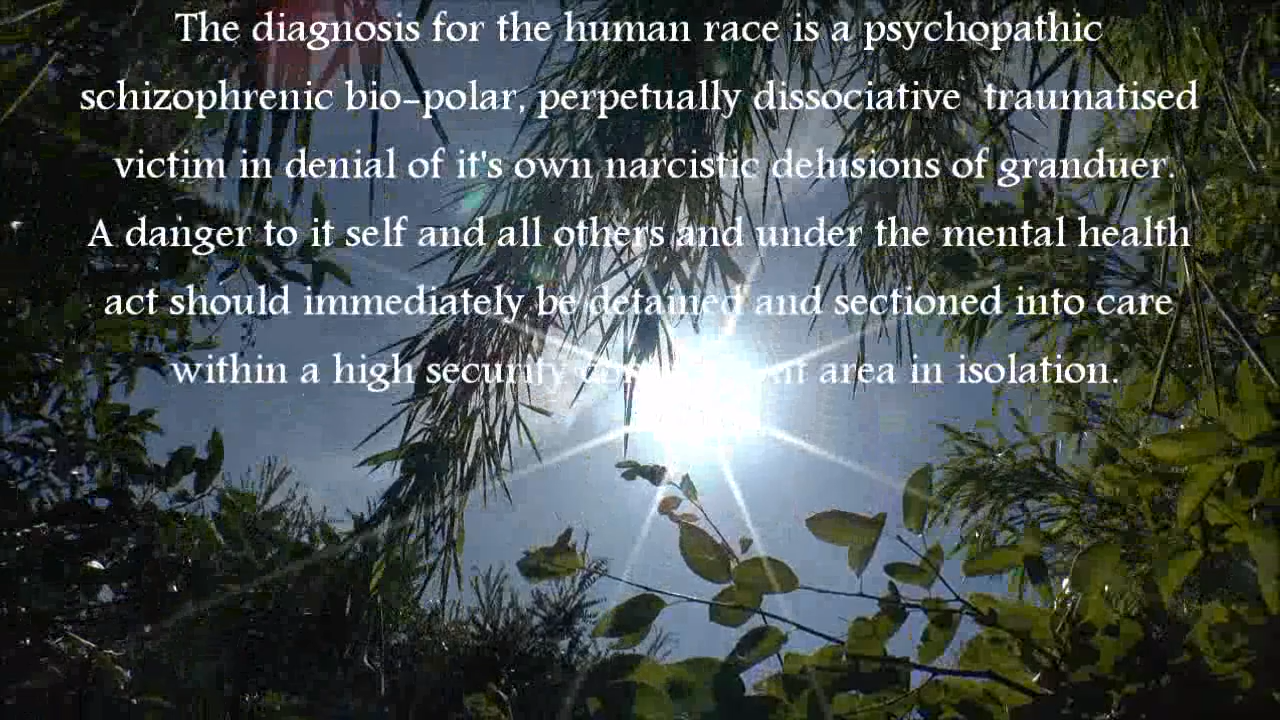 The diagnosis for the human race is a psychopathic
schizophrenic bio-polar, perpetually dissociative traumatised
victim in denial of it's own narcistic delusions of granduer.
A danger to it self and all others and under the mental health
act should immediately be detained and sectioned into care
within a high security area in isolation.